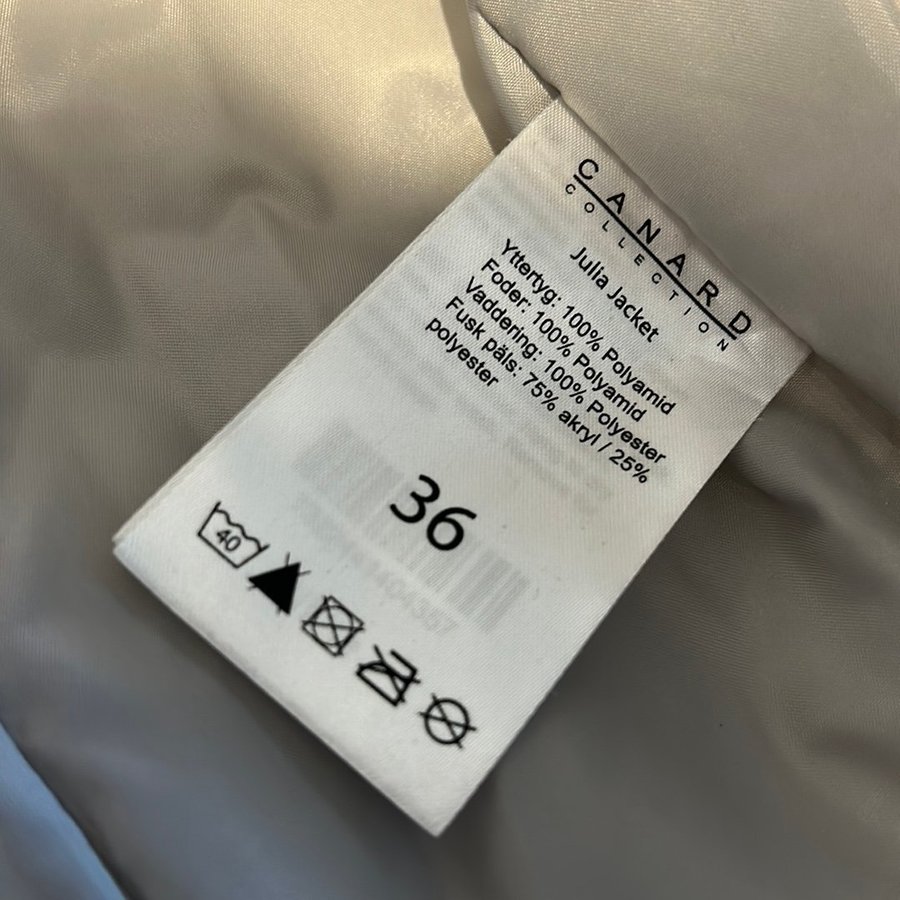 CANARD
COLLECTION
Julia Jacket
Yttertyg: 100% Polyamid
Foder: 100% Polyamid
Vaddering: 100% Polyester
Fusk päls: 75% akryl / 25%
polyester
36
40